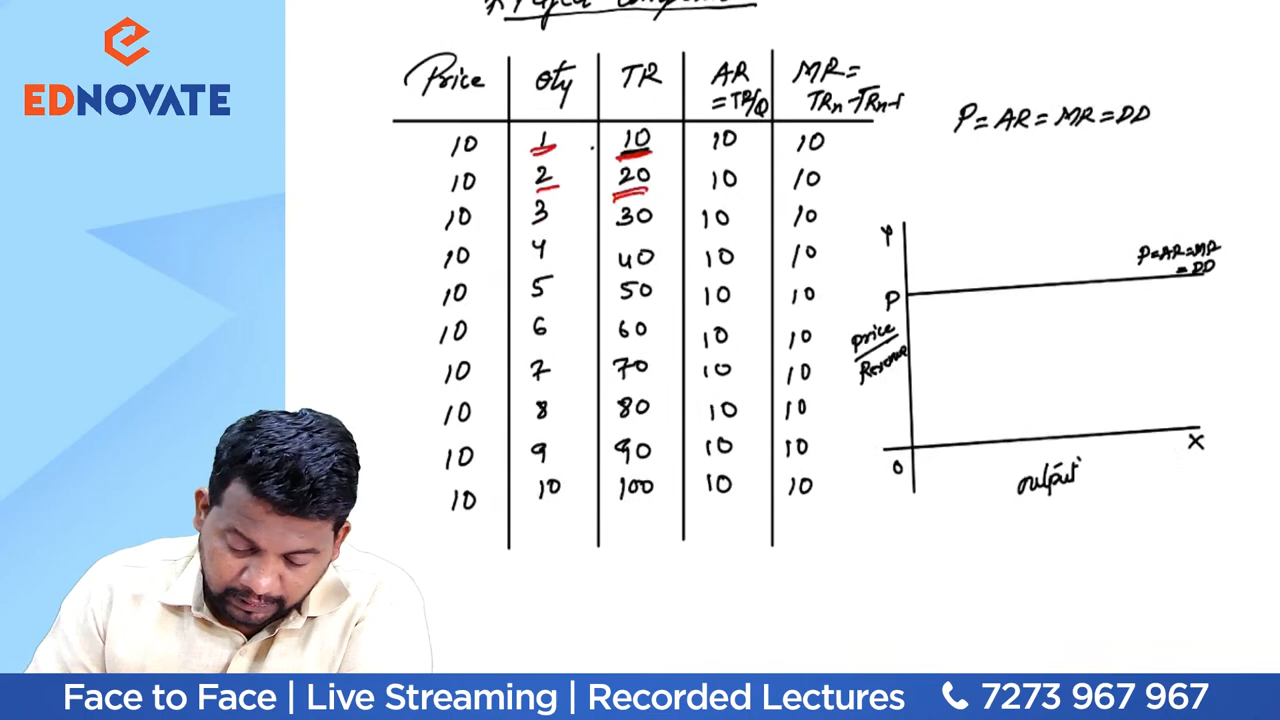 EDNOVATE
Price Qty TR AR = TR/Q MR = TRn - TRn-1
10 1 10 10 10
10 2 20 10 10
10 3 30 10 10
10 4 40 10 10
10 5 50 10 10
10 6 60 10 10
10 7 70 10 10
10 8 80 10 10
10 9 90 10 10
10 10 100 10 10
P = AR = MR = DD
Y
P = AR = MR
= DD
P
Price
Revenue
O
X
output
Face to Face | Live Streaming | Recorded Lectures 7273 967 967